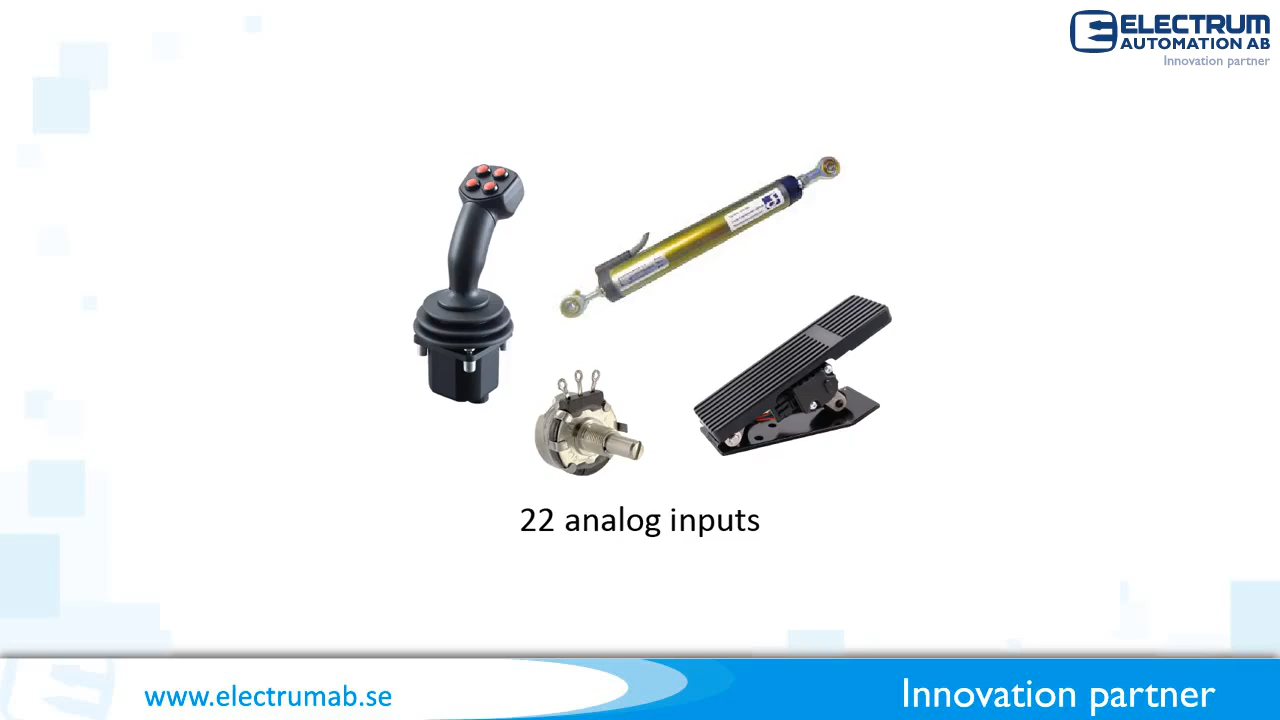 ELECTRUM
AUTOMATION AB
Innovation partner
22 analog inputs
www.electrumab.se
Innovation partner